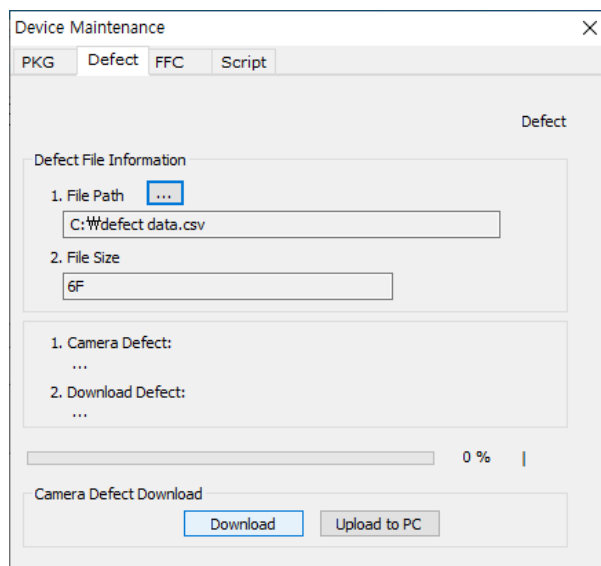 Device Maintenance
PKG Defect FFC Script
Defect
Defect File Information
1. File Path ...
C:₩defect data.csv
2. File Size
6F
1. Camera Defect:
...
2. Download Defect:
...
0 %
Camera Defect Download
Download Upload to PC